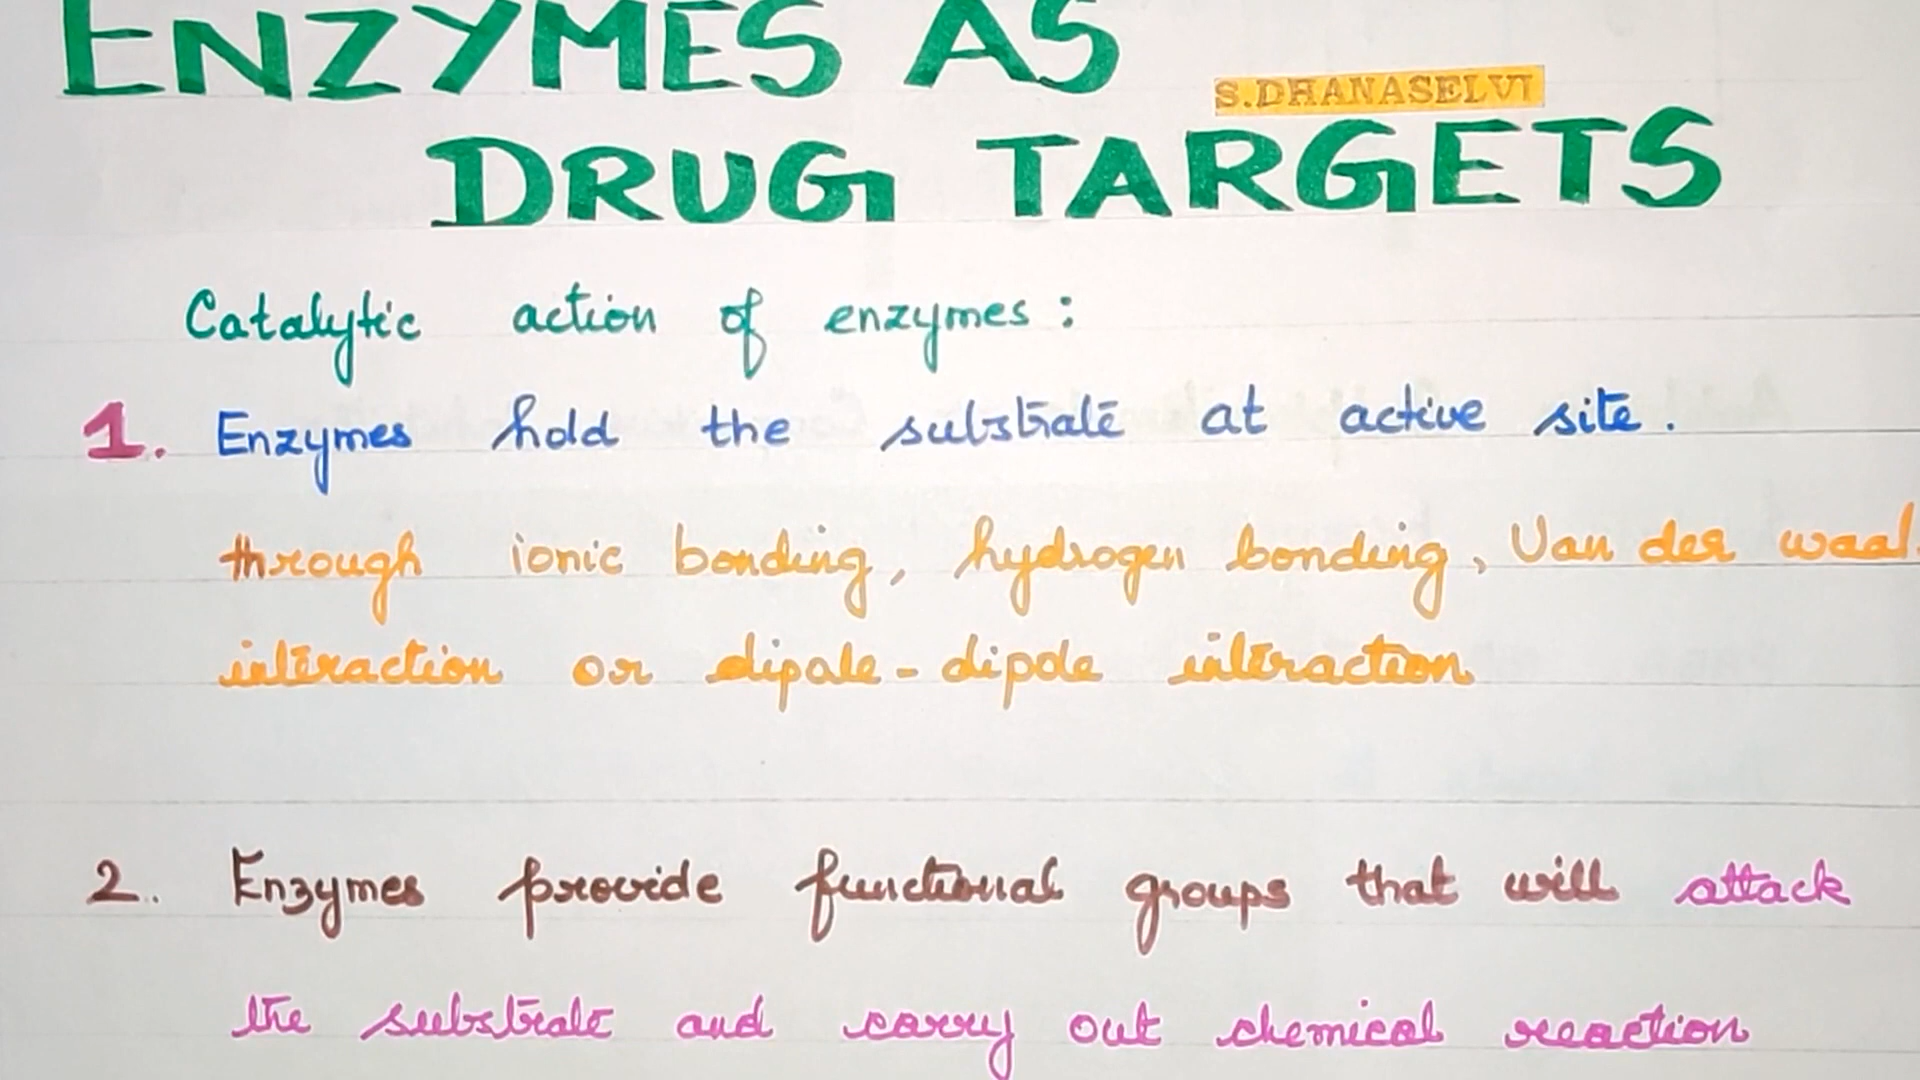 ENZYMES AS
S.DHANASELVI
DRUG TARGETS
Catalytic action of enzymes :
1. Enzymes hold the substrate at active site.
through ionic bonding, hydrogen bonding, Van der waal
interaction or dipole-dipole interaction
2. Enzymes provide functional groups that will attack
the substrate and carry out chemical reaction